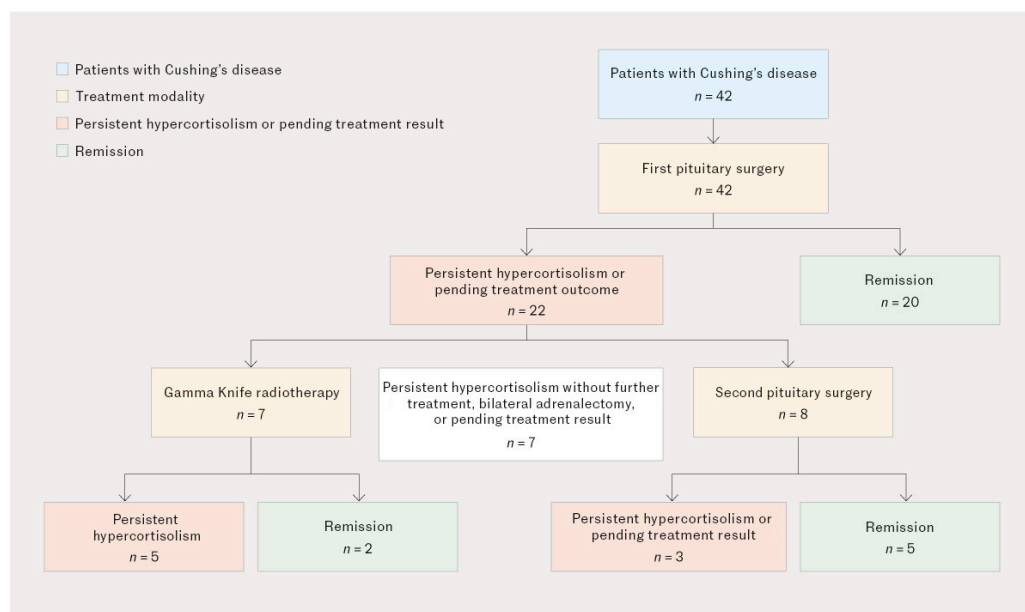 Patients with Cushing's disease
Treatment modality
Persistent hypercortisolism or pending treatment result
Remission
Patients with Cushing's disease
n = 42
First pituitary surgery
n = 42
Persistent hypercortisolism or
pending treatment outcome
n = 22
Remission
n = 20
Gamma Knife radiotherapy
n = 7
Persistent hypercortisolism without further
treatment, bilateral adrenalectomy,
or pending treatment result
n = 7
Second pituitary surgery
n = 8
Persistent
hypercortisolism
n = 5
Remission
n = 2
Persistent hypercortisolism or
pending treatment result
n = 3
Remission
n = 5